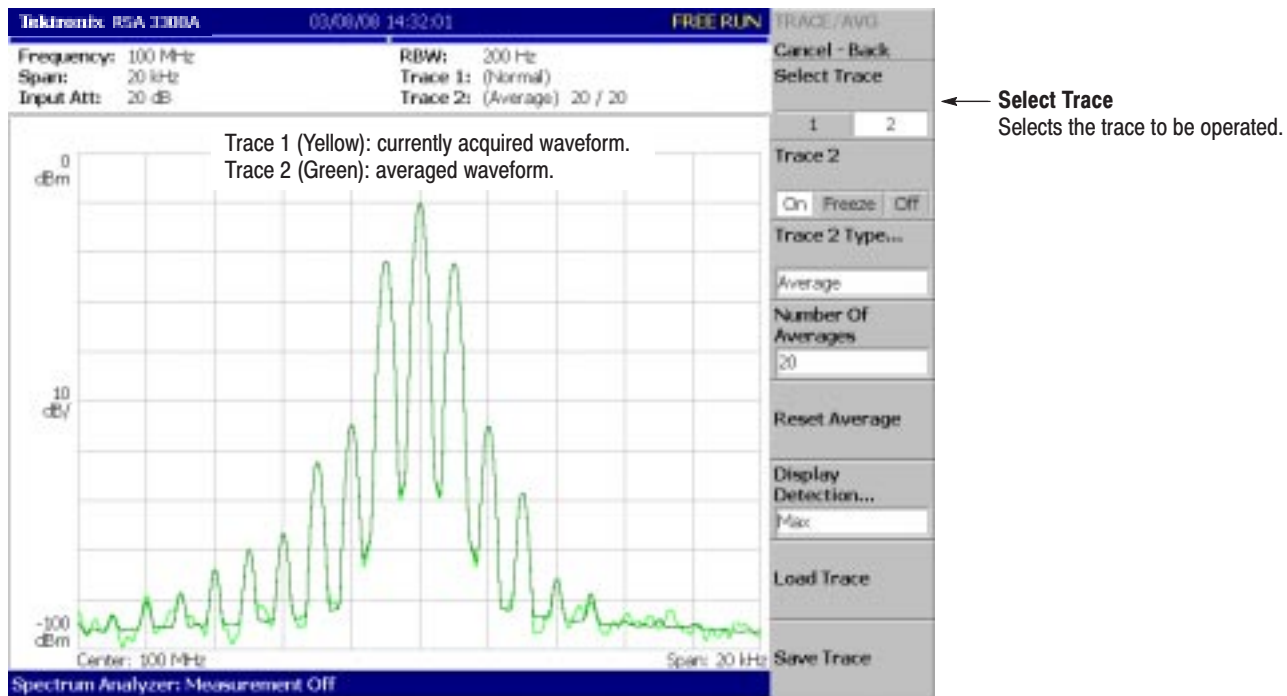 Tektronix RSA 3300A 03/08/08 14:32:01 FREE RUN
Frequency: 100 MHz RBW: 200 Hz
Span: 20 kHz Trace 1: (Normal)
Input Att: 20 dB Trace 2: (Average) 20 / 20
Trace 1 (Yellow): currently acquired waveform.
Trace 2 (Green): averaged waveform.
0
dBm
10
dB/
-100
dBm
Center: 100 MHz Span: 20 kHz
Spectrum Analyzer: Measurement Off
TRACE/AVG
Cancel - Back
Select Trace
1 2
Trace 2
On Freeze Off
Trace 2 Type...
Average
Number Of
Averages
20
Reset Average
Display
Detection...
Max
Load Trace
Save Trace
Select Trace
Selects the trace to be operated.